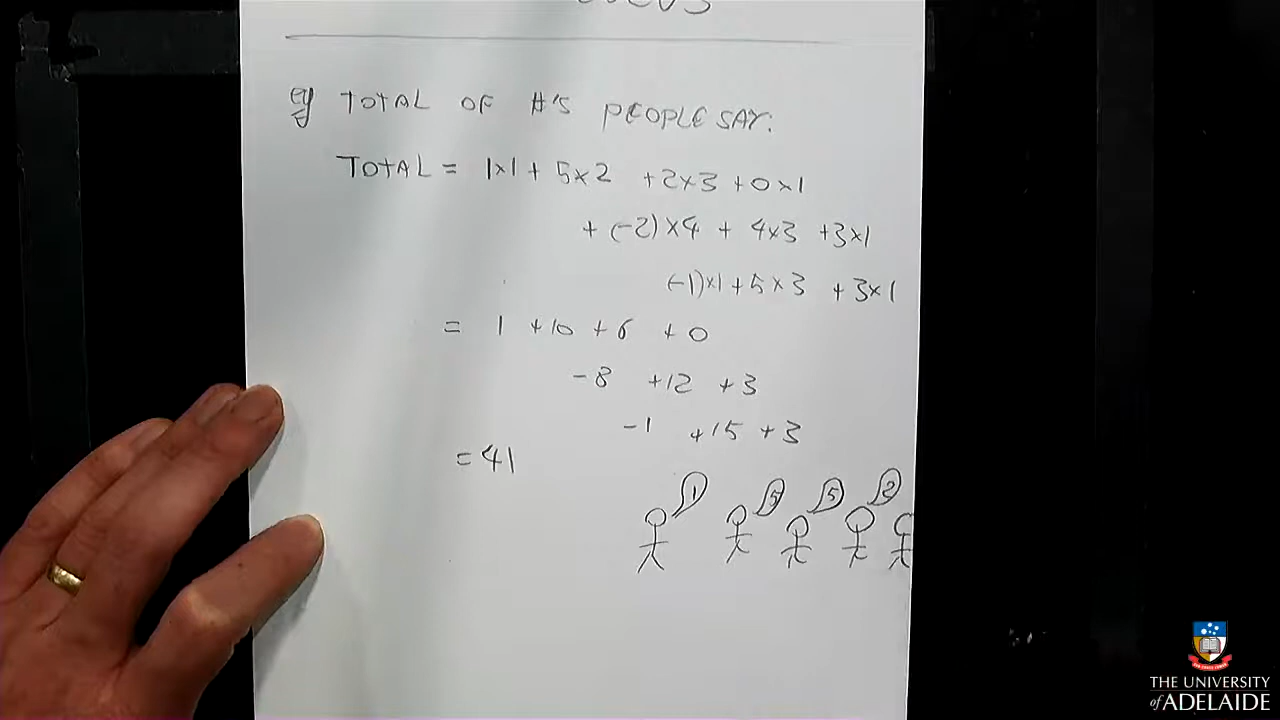 eg TOTAL OF #'S PEOPLE SAY:
TOTAL = 1×1 + 5×2 +2×3 +0×1
+ (-2)×4 + 4×3 +3×1
(-1)×1 + 5×3 +3×1
= 1 +10 +6 +0
-8 +12 +3
-1 +15 +3
= 41
1 5 5 2
THE UNIVERSITY
of ADELAIDE